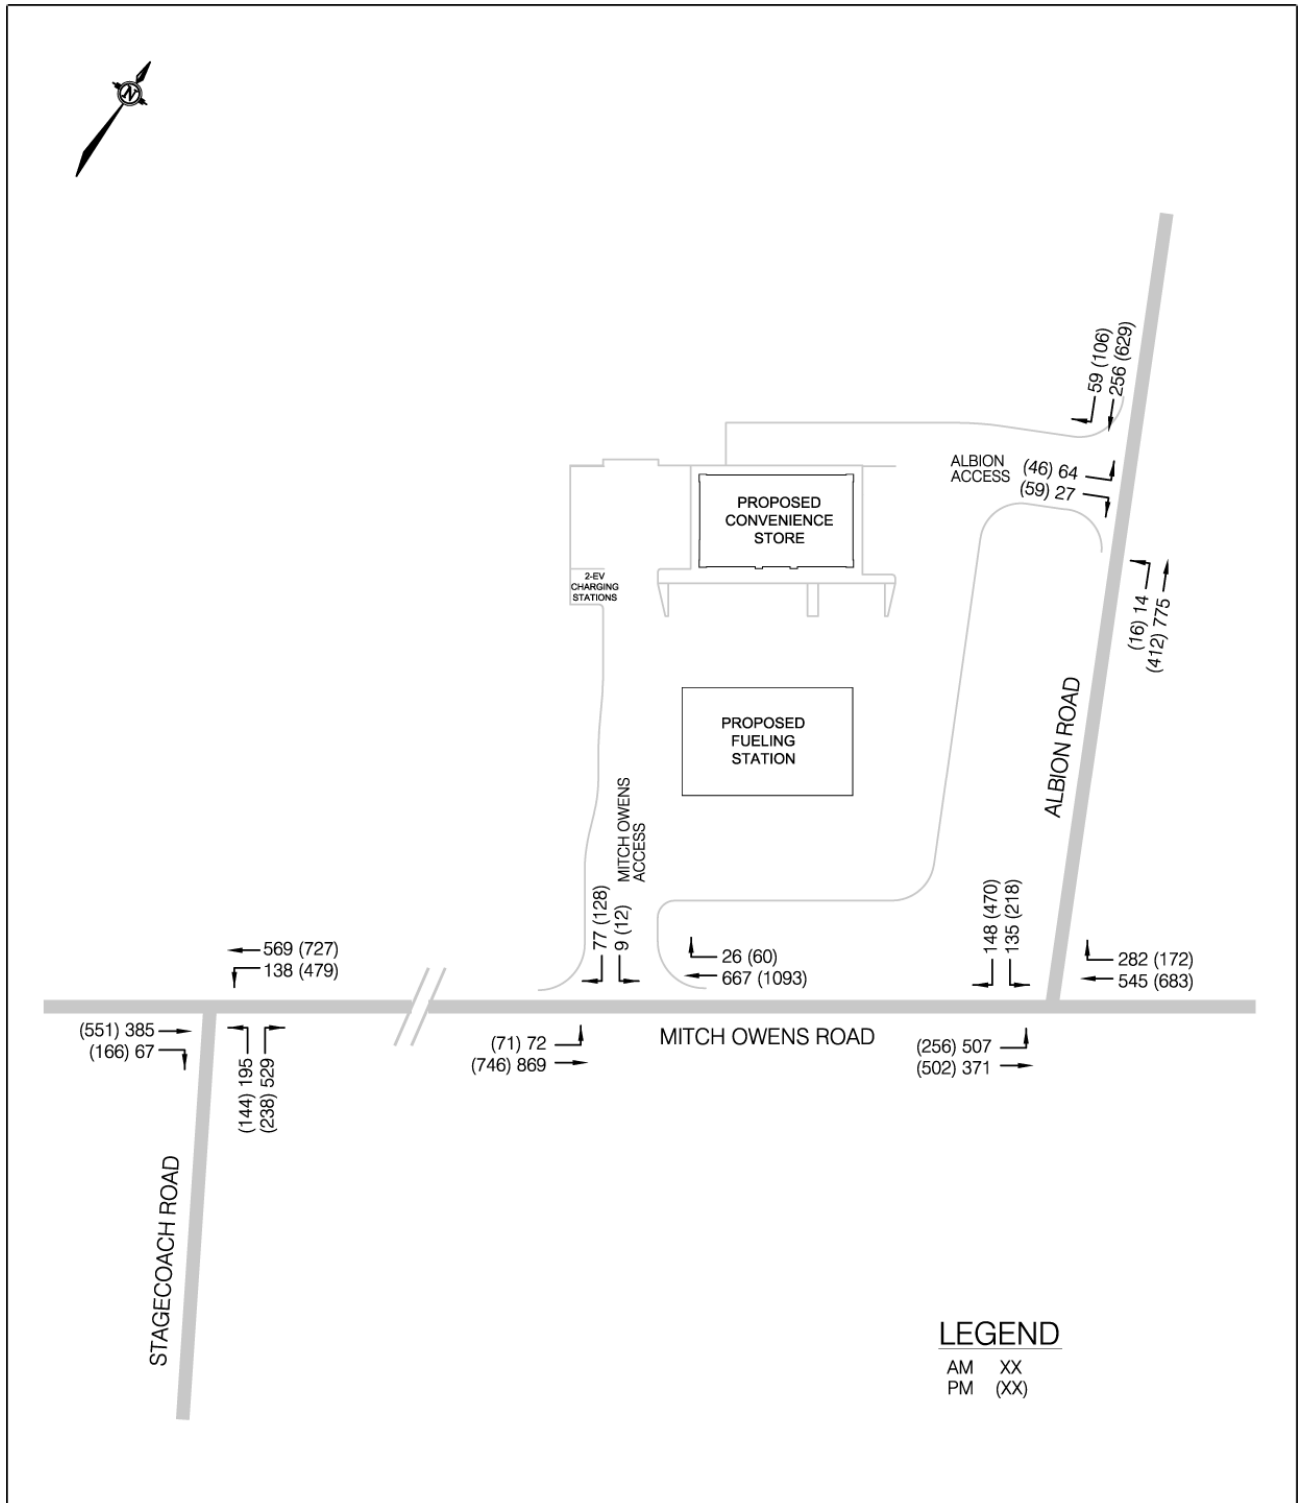 N
59 (106)
256 (629)
ALBION
ACCESS
(46) 64
(59) 27
PROPOSED
CONVENIENCE
STORE
2-EV
CHARGING
STATIONS
(16) 14
(412) 775
ALBION ROAD
PROPOSED
FUELING
STATION
MITCH OWENS
ACCESS
77 (128)
9 (12)
148 (470)
135 (218)
569 (727)
138 (479)
26 (60)
667 (1093)
282 (172)
545 (683)
(551) 385
(166) 67
(71) 72
(746) 869
MITCH OWENS ROAD
(256) 507
(502) 371
(144) 195
(238) 529
STAGECOACH ROAD
LEGEND
AM XX
PM (XX)